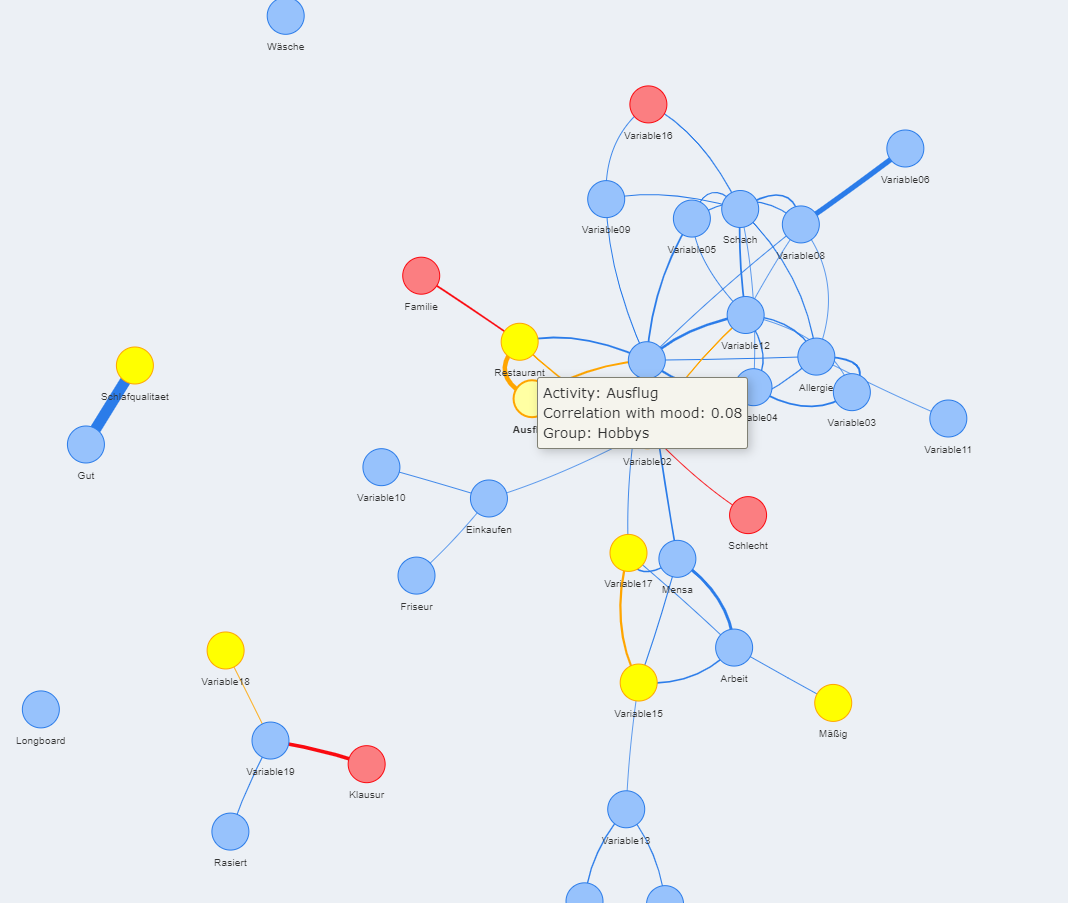 Wäsche
Variable16
Variable06
Variable09
Schach
Variable05
Variable08
Familie
Variable12
Restaurant
Schlafqualitaet
Allergie
Activity: Ausflug
Correlation with mood: 0.08
Group: Hobbys
Variable03
Variable11
Variable02
Gut
Variable10
Einkaufen
Schlecht
Variable17
Mensa
Friseur
Arbeit
Variable18
Variable15
Mäßig
Longboard
Variable19
Klausur
Variable13
Rasiert